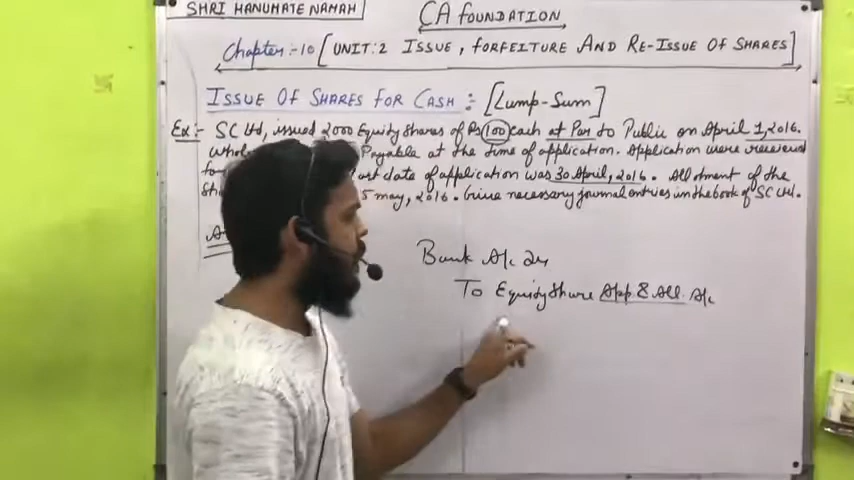 SHRI HANUMATE NAMAH
CA FOUNDATION
Chapter:-10 [UNIT:2 ISSUE, FORFEITURE AND RE-ISSUE OF SHARES]
ISSUE OF SHARES FOR CASH :- [Lump-Sum]
Ex:- SC Ltd, issued 2000 Equity Shares of Rs 100 each at Par to Public on April 1, 2016.
Payable at the time of application. Application were received
date of application was 30 April, 2016. Allotment of the
5 may, 2016. Give necessary journal entries in the book of SC Ltd.
Bank A/c Dr
To Equity Share App & All. A/c